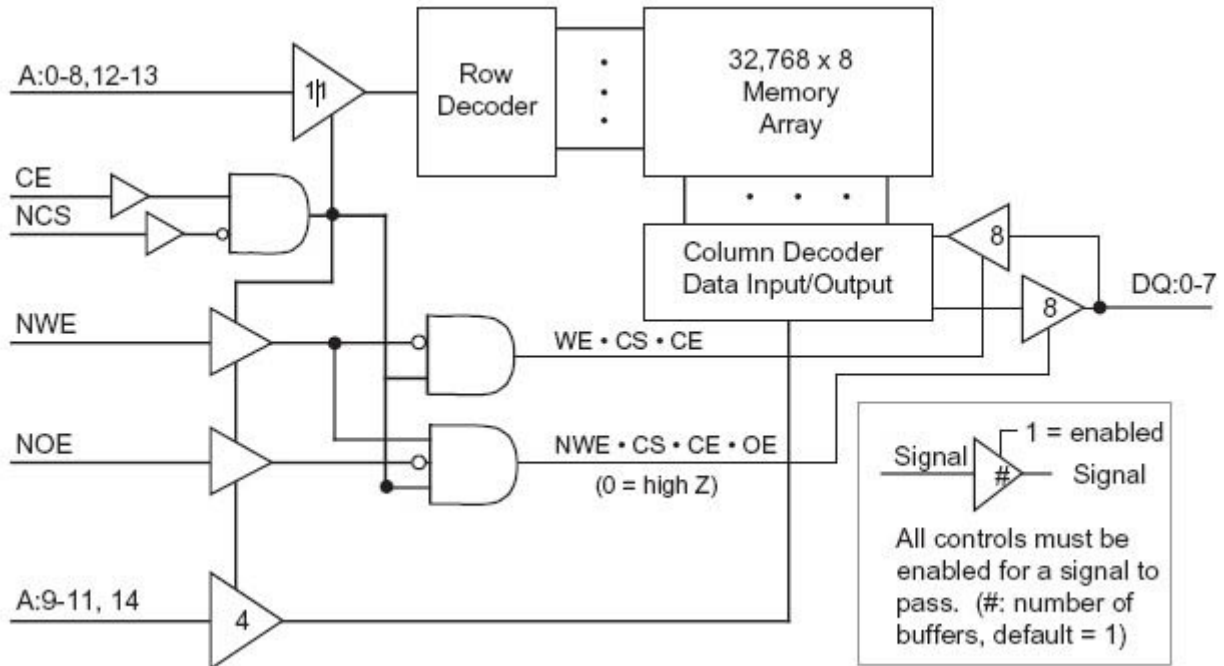 A:0-8,12-13
11
Row
Decoder
32,768 x 8
Memory
Array
CE
NCS
Column Decoder
Data Input/Output
8
8
DQ:0-7
NWE
WE • CS • CE
NOE
NWE • CS • CE • OE
(0 = high Z)
A:9-11, 14
4
1 = enabled
Signal
#
Signal
All controls must be
enabled for a signal to
pass. (#: number of
buffers, default = 1)